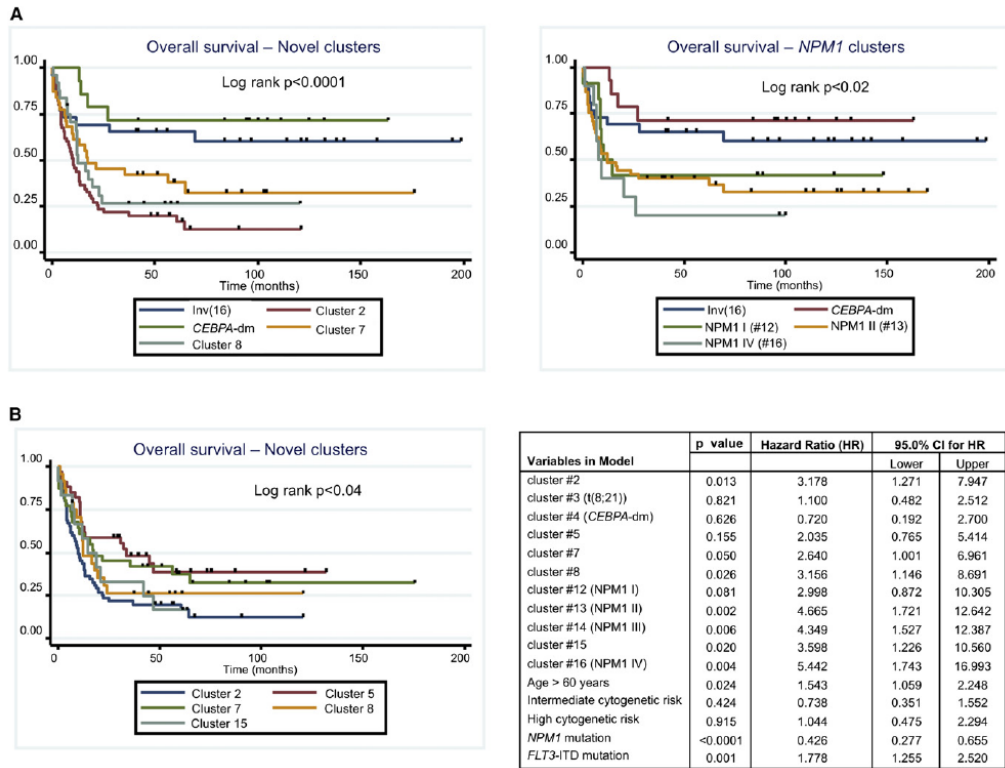 A
Overall survival – Novel clusters
Log rank p<0.0001
1.00
0.75
0.50
0.25
0.00
0
50
100
150
200
Time (months)
Inv(16)
Cluster 2
CEBPA-dm
Cluster 7
Cluster 8
Overall survival – NPM1 clusters
Log rank p<0.02
1.00
0.75
0.50
0.25
0.00
0
50
100
150
200
Time (months)
Inv(16)
CEBPA-dm
NPM1 I (#12)
NPM1 II (#13)
NPM1 IV (#16)
B
Overall survival – Novel clusters
Log rank p<0.04
1.00
0.75
0.50
0.25
0.00
0
50
100
150
200
Time (months)
Cluster 2
Cluster 5
Cluster 7
Cluster 8
Cluster 15
p value Hazard Ratio (HR) 95.0% CI for HR
Variables in Model Lower Upper
cluster #2 0.013 3.178 1.271 7.947
cluster #3 (t(8;21)) 0.821 1.100 0.482 2.512
cluster #4 (CEBPA-dm) 0.626 0.720 0.192 2.700
cluster #5 0.155 2.035 0.765 5.414
cluster #7 0.050 2.640 1.001 6.961
cluster #8 0.026 3.156 1.146 8.691
cluster #12 (NPM1 I) 0.081 2.998 0.872 10.305
cluster #13 (NPM1 II) 0.002 4.665 1.721 12.642
cluster #14 (NPM1 III) 0.006 4.349 1.527 12.387
cluster #15 0.020 3.598 1.226 10.560
cluster #16 (NPM1 IV) 0.004 5.442 1.743 16.993
Age > 60 years 0.024 1.543 1.059 2.248
Intermediate cytogenetic risk 0.424 0.738 0.351 1.552
High cytogenetic risk 0.915 1.044 0.475 2.294
NPM1 mutation <0.0001 0.426 0.277 0.655
FLT3-ITD mutation 0.001 1.778 1.255 2.520